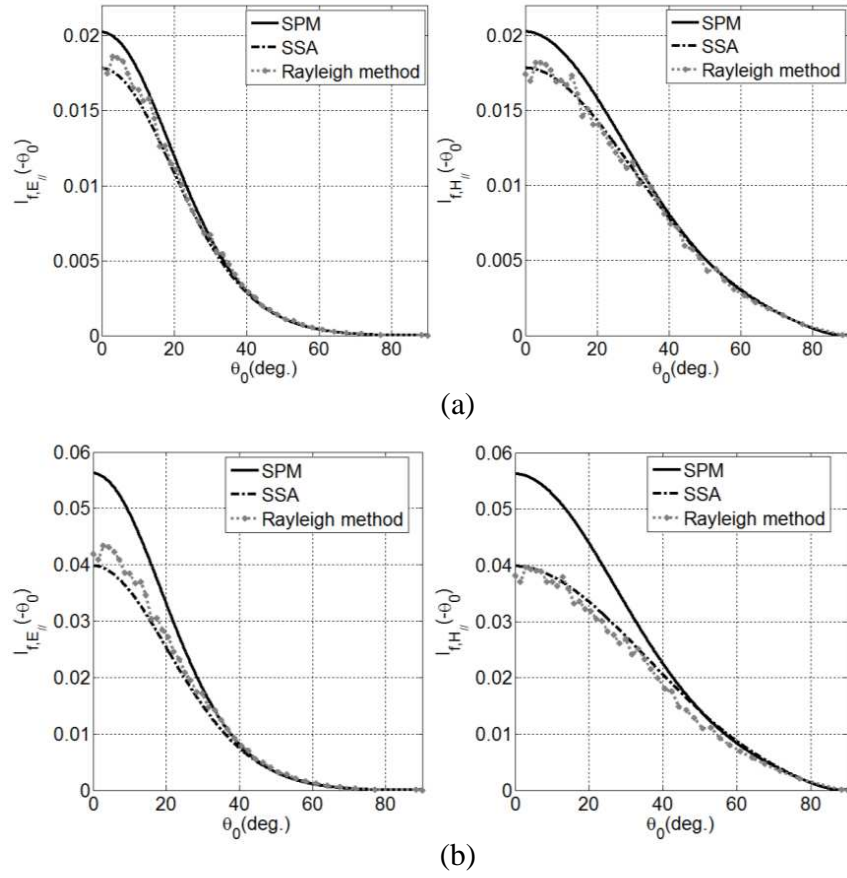 0.02
0.015
0.01
0.005
0
I_{f,E_{//}}(-θ_0)
SPM
SSA
Rayleigh method
0 20 40 60 80
θ_0(deg.)
0.02
0.015
0.01
0.005
0
I_{f,H_{//}}(-θ_0)
SPM
SSA
Rayleigh method
0 20 40 60 80
θ_0(deg.)
(a)
0.06
0.05
0.04
0.03
0.02
0.01
0
I_{f,E_{//}}(-θ_0)
SPM
SSA
Rayleigh method
0 20 40 60 80
θ_0(deg.)
0.06
0.05
0.04
0.03
0.02
0.01
0
I_{f,H_{//}}(-θ_0)
SPM
SSA
Rayleigh method
0 20 40 60 80
θ_0(deg.)
(b)